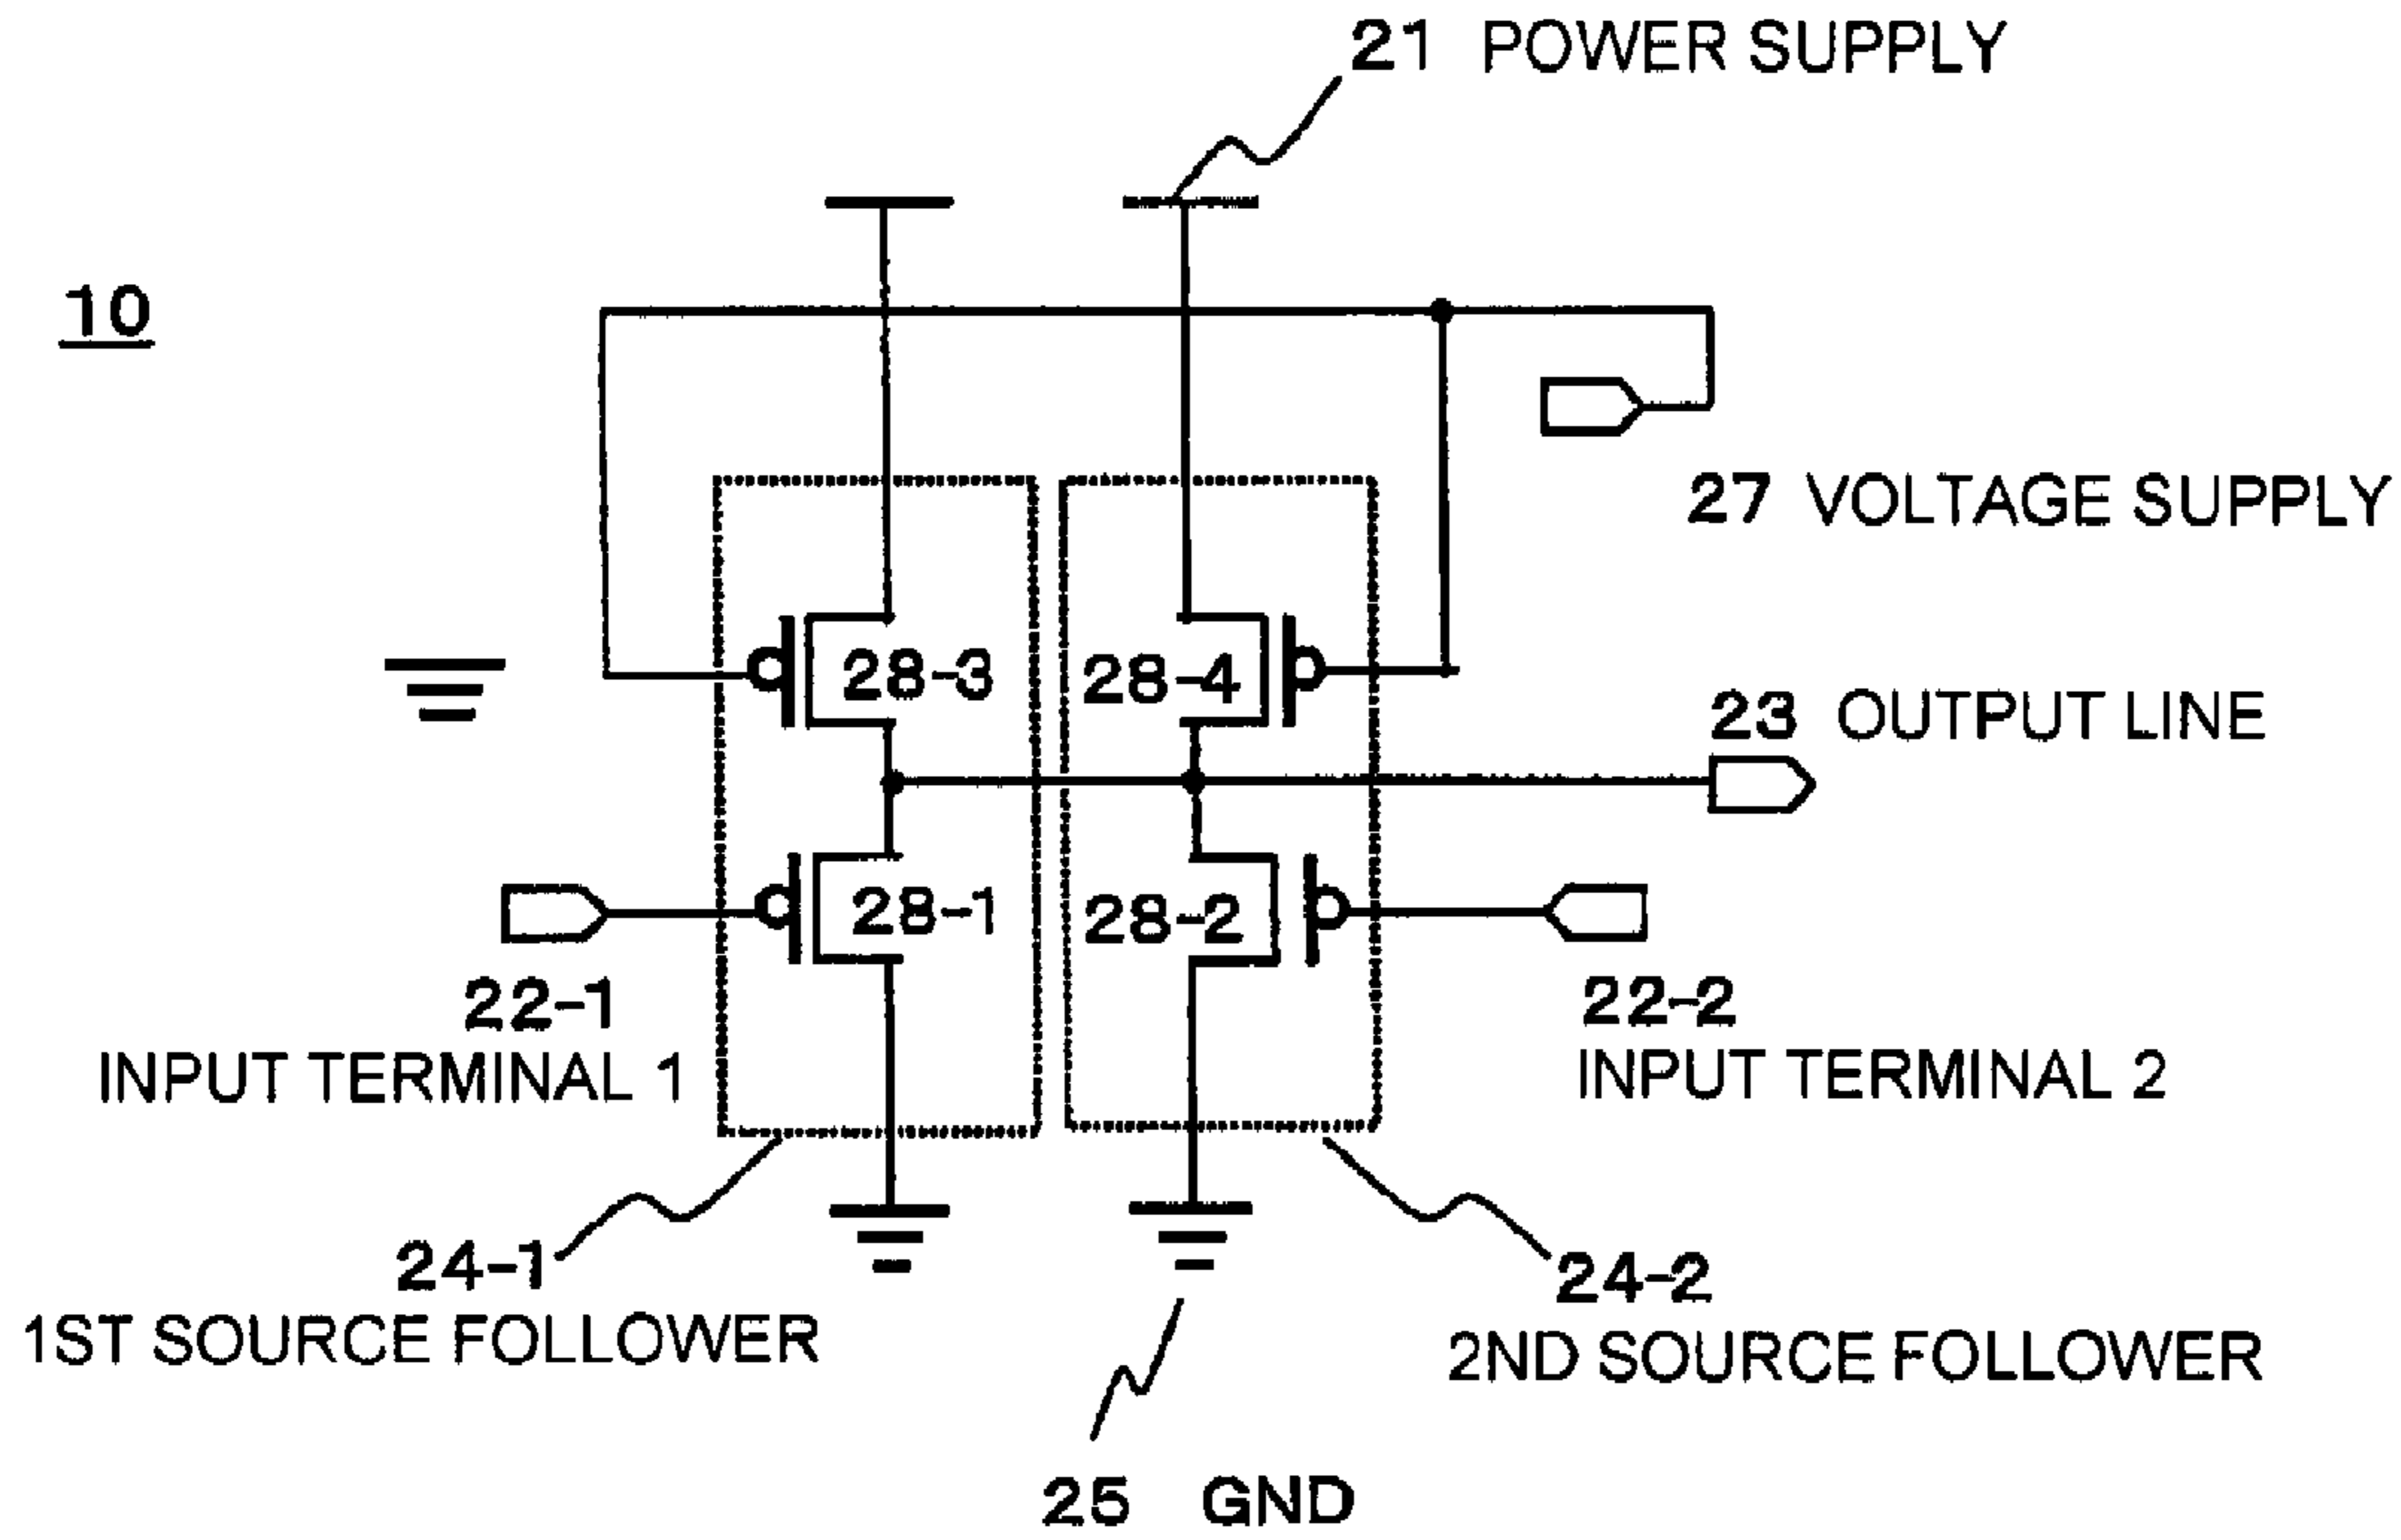 21 POWER SUPPLY
10
27 VOLTAGE SUPPLY
28-3
28-4
23 OUTPUT LINE
28-1
28-2
22-1
INPUT TERMINAL 1
22-2
INPUT TERMINAL 2
24-1
1ST SOURCE FOLLOWER
24-2
2ND SOURCE FOLLOWER
25 GND